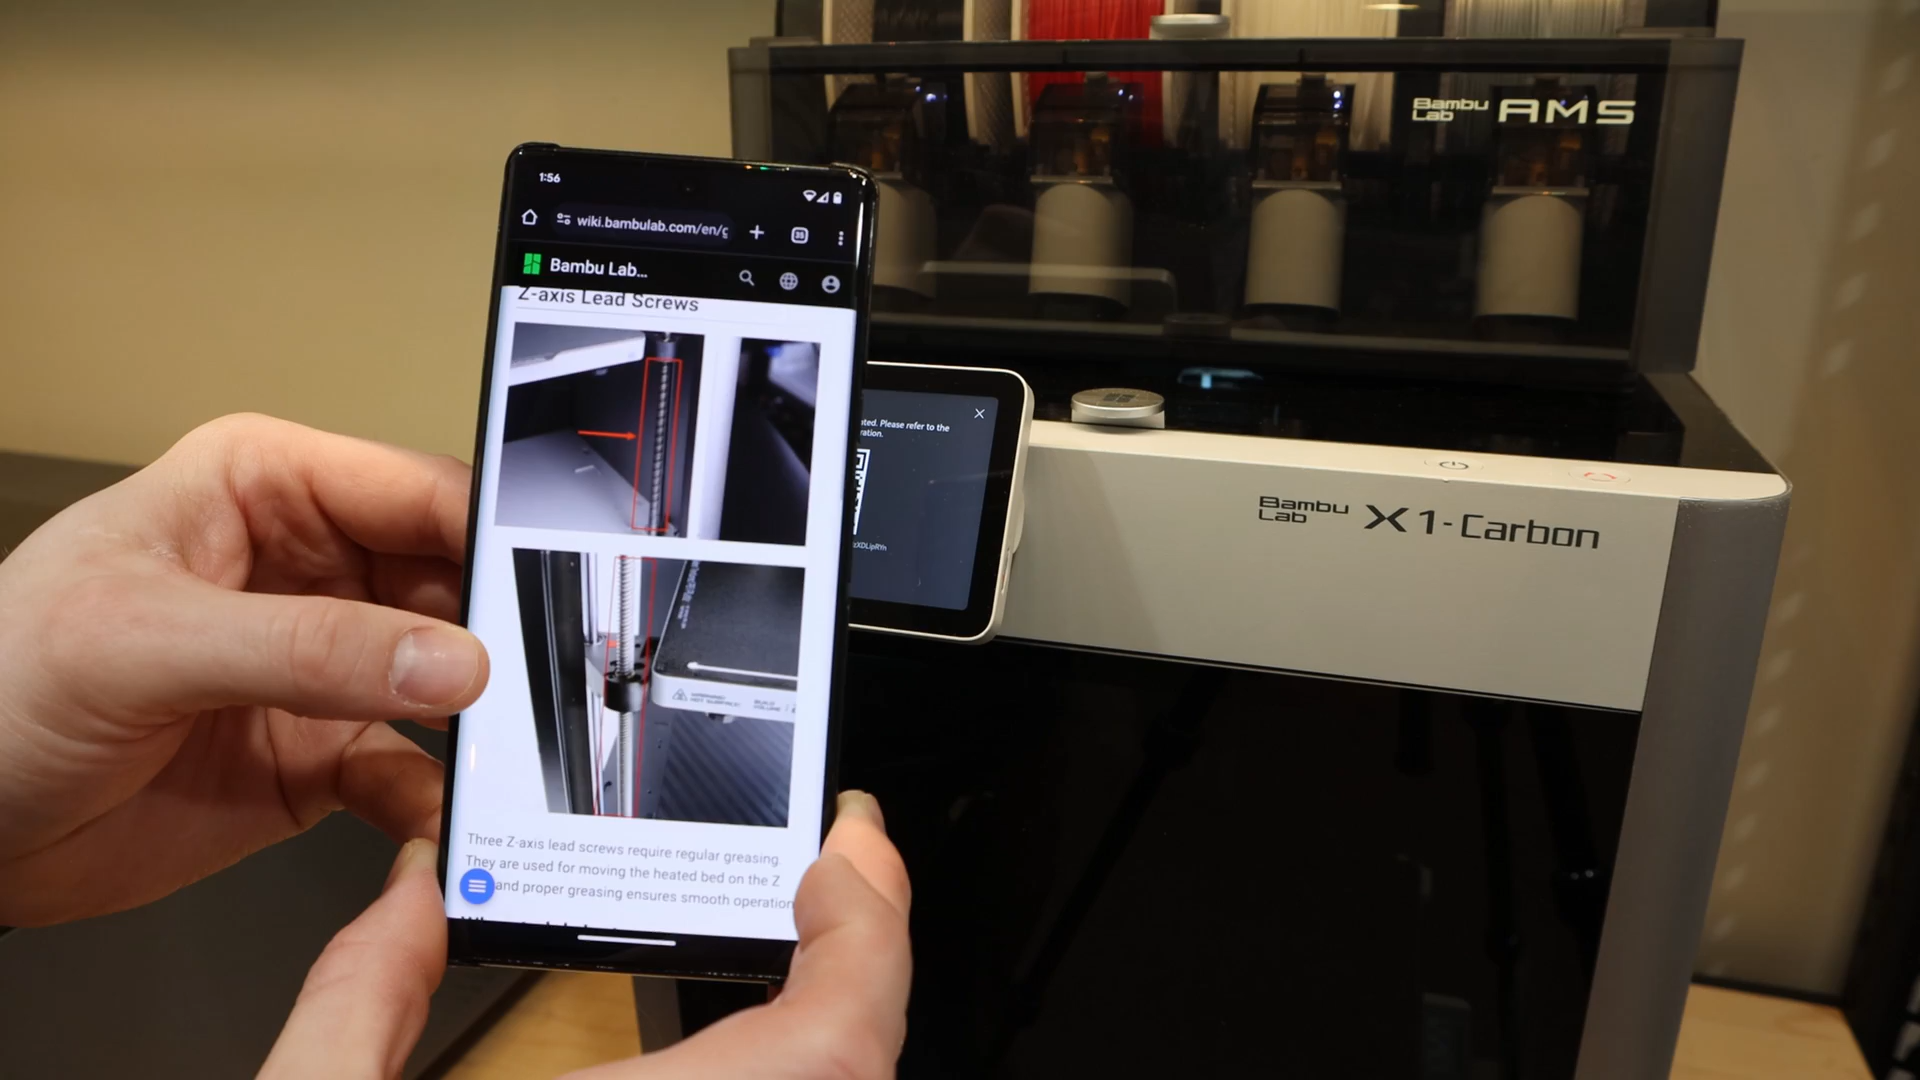 1:56
wiki.bambulab.com/en/
35
Bambu Lab...
Z-axis Lead Screws
Three Z-axis lead screws require regular greasing.
They are used for moving the heated bed on the Z
and proper greasing ensures smooth operation
Bambu
Lab
AMS
Please refer to the
Bambu
Lab
X1-Carbon